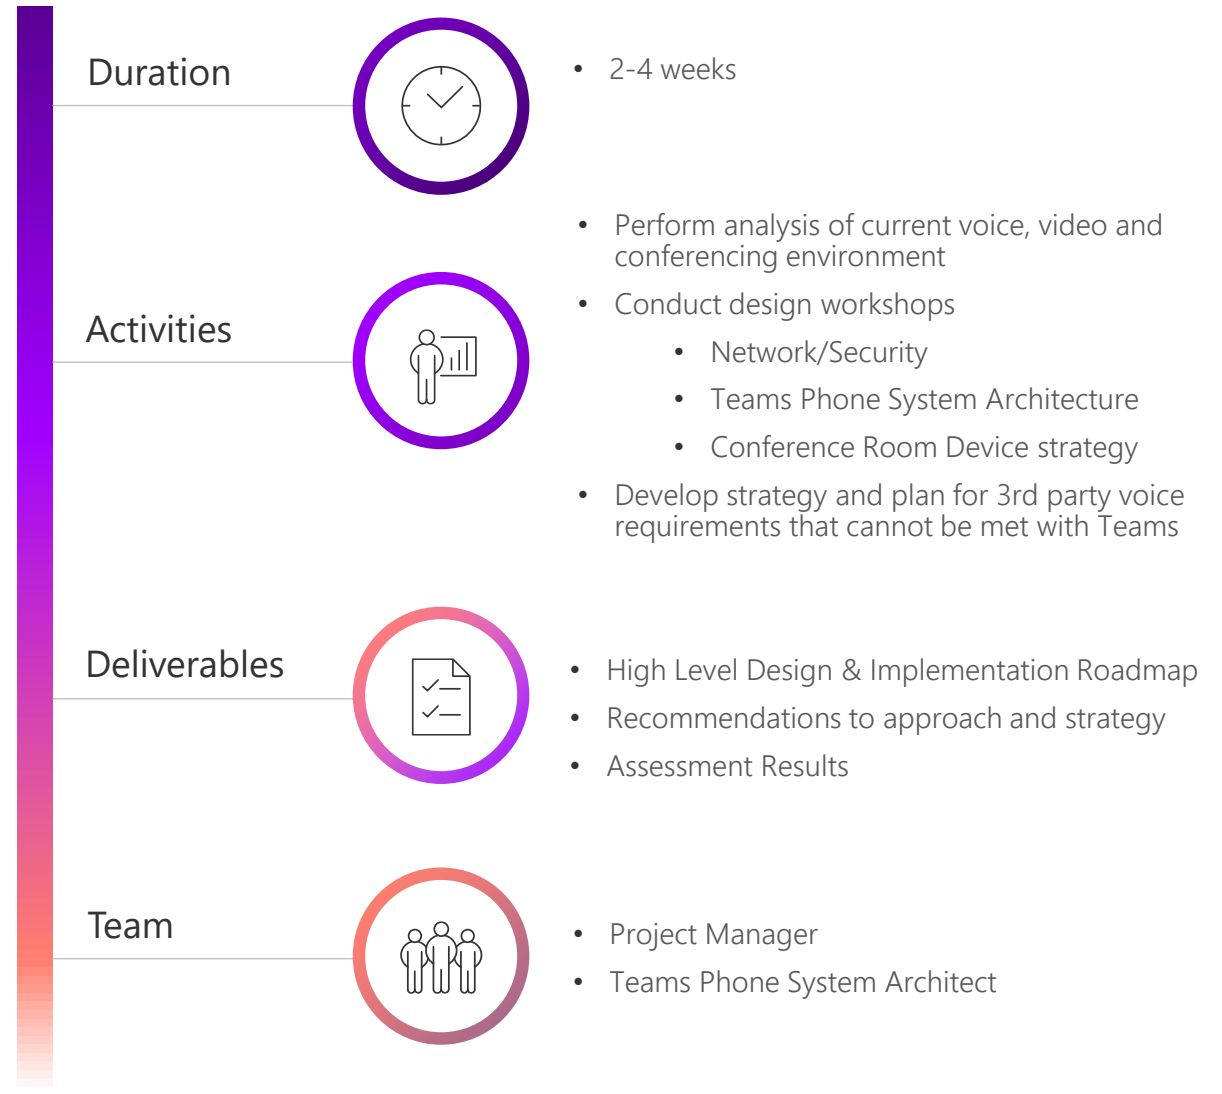 Duration
• 2-4 weeks
Activities
• Perform analysis of current voice, video and
conferencing environment
• Conduct design workshops
• Network/Security
• Teams Phone System Architecture
• Conference Room Device strategy
• Develop strategy and plan for 3rd party voice
requirements that cannot be met with Teams
Deliverables
• High Level Design & Implementation Roadmap
• Recommendations to approach and strategy
• Assessment Results
Team
• Project Manager
• Teams Phone System Architect